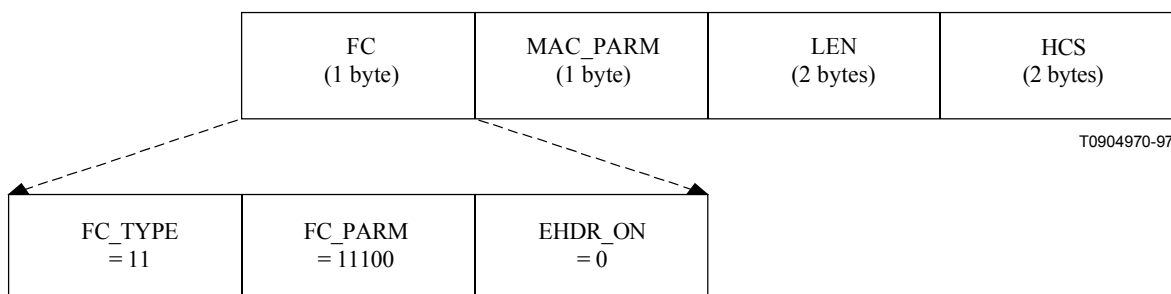 FC
(1 byte)
MAC_PARM
(1 byte)
LEN
(2 bytes)
HCS
(2 bytes)
T0904970-97
FC_TYPE
= 11
FC_PARM
= 11100
EHDR_ON
= 0